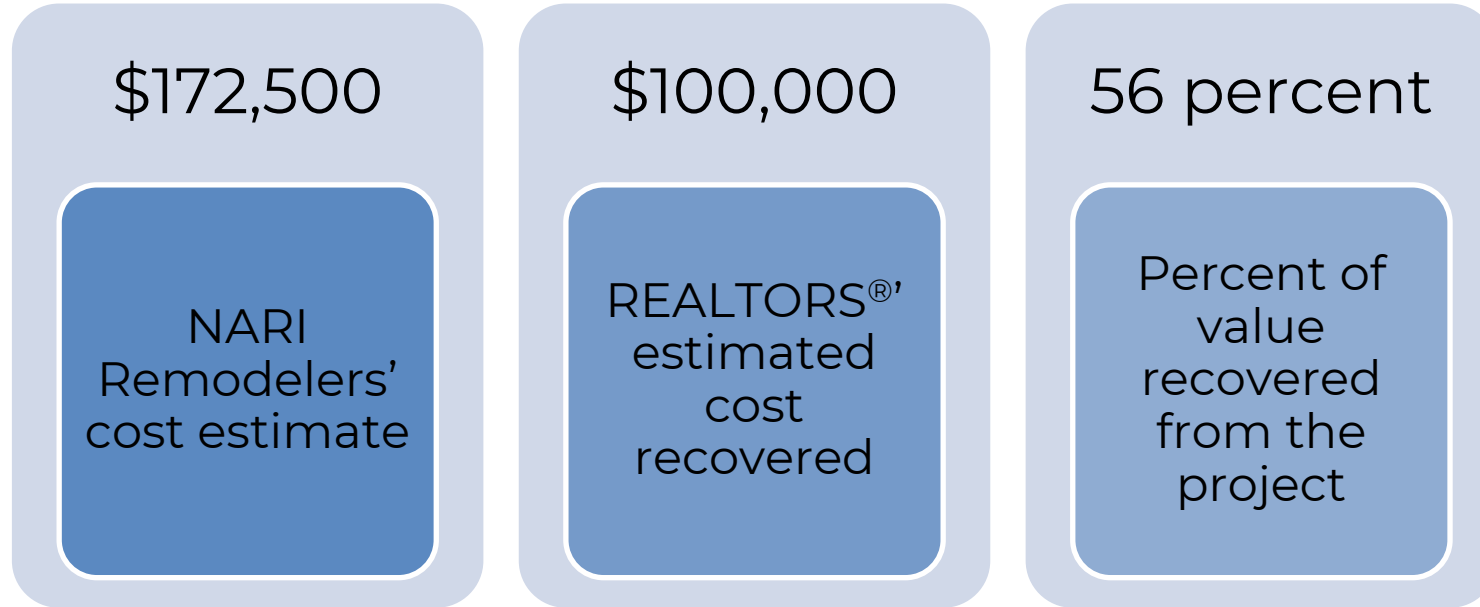 $172,500
NARI
Remodelers’
cost estimate
$100,000
REALTORS®’
estimated
cost
recovered
56 percent
Percent of
value
recovered
from the
project